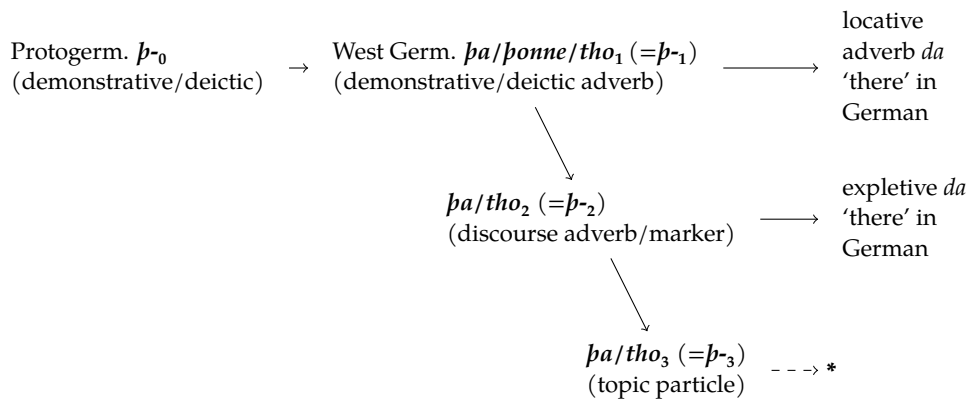 Protogerm. þ-₀
(demonstrative/deictic)
West Germ. þa/þonne/tho₁ (=þ-₁)
(demonstrative/deictic adverb)
locative
adverb da
‘there’ in
German
þa/tho₂ (=þ-₂)
(discourse adverb/marker)
expletive da
‘there’ in
German
þa/tho₃ (=þ-₃)
(topic particle)
*